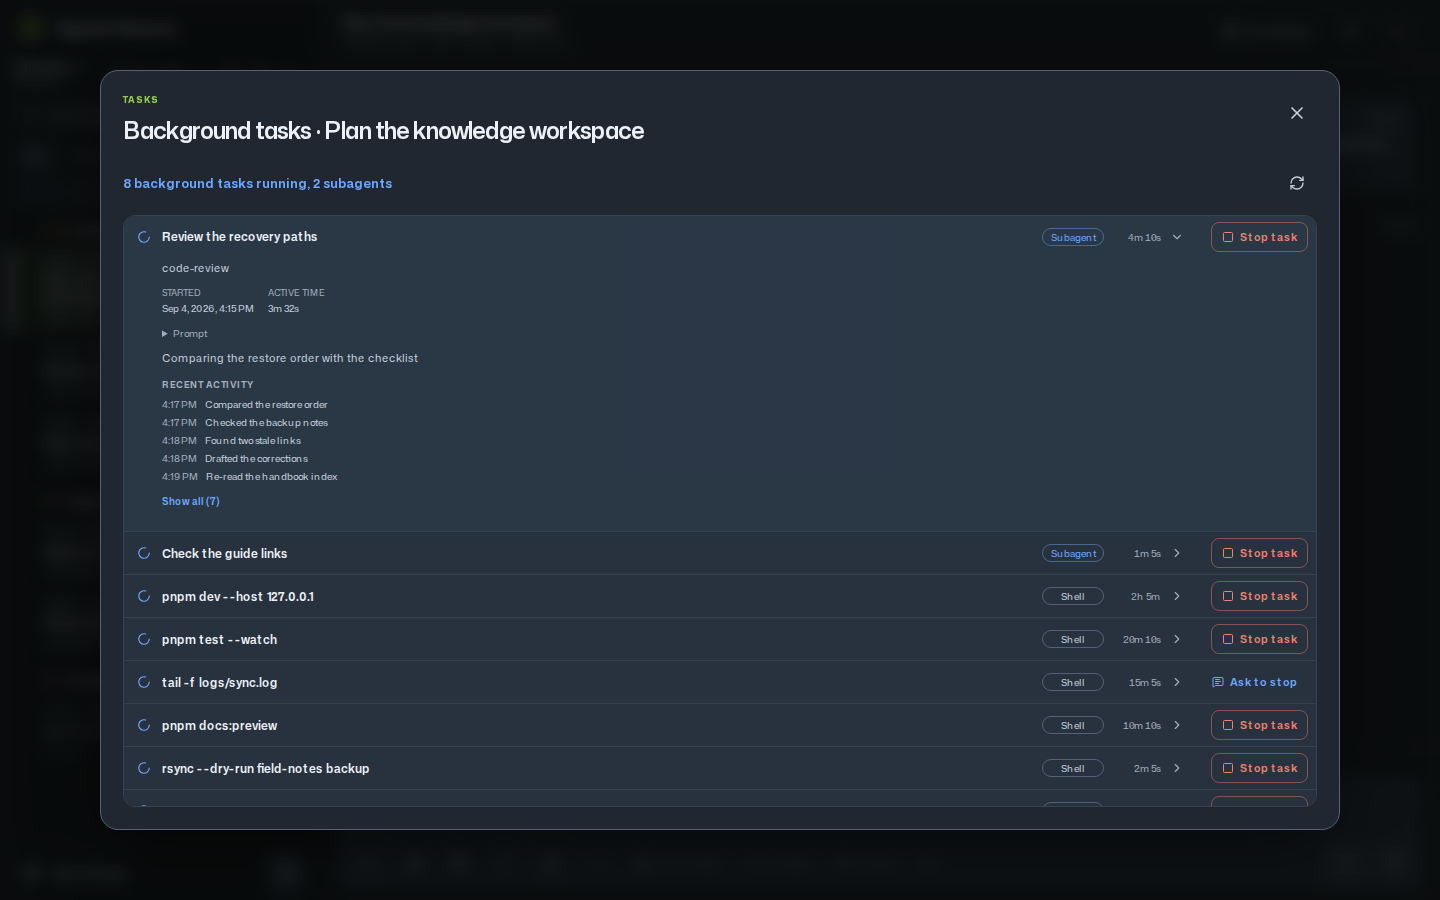 TASKS
Background tasks · Plan the knowledge workspace
8 background tasks running, 2 subagents
Review the recovery paths Subagent 4m 10s Stop task
code-review
STARTED ACTIVE TIME
Sep 4, 2026, 4:15 PM 3m 32s
Prompt
Comparing the restore order with the checklist
RECENT ACTIVITY
4:17 PM Compared the restore order
4:17 PM Checked the backup notes
4:18 PM Found two stale links
4:18 PM Drafted the corrections
4:19 PM Re-read the handbook index
Show all (7)
Check the guide links Subagent 1m 5s Stop task
pnpm dev --host 127.0.0.1 Shell 2h 5m Stop task
pnpm test --watch Shell 20m 10s Stop task
tail -f logs/sync.log Shell 15m 5s Ask to stop
pnpm docs:preview Shell 10m 10s Stop task
rsync --dry-run field-notes backup Shell 2m 5s Stop task